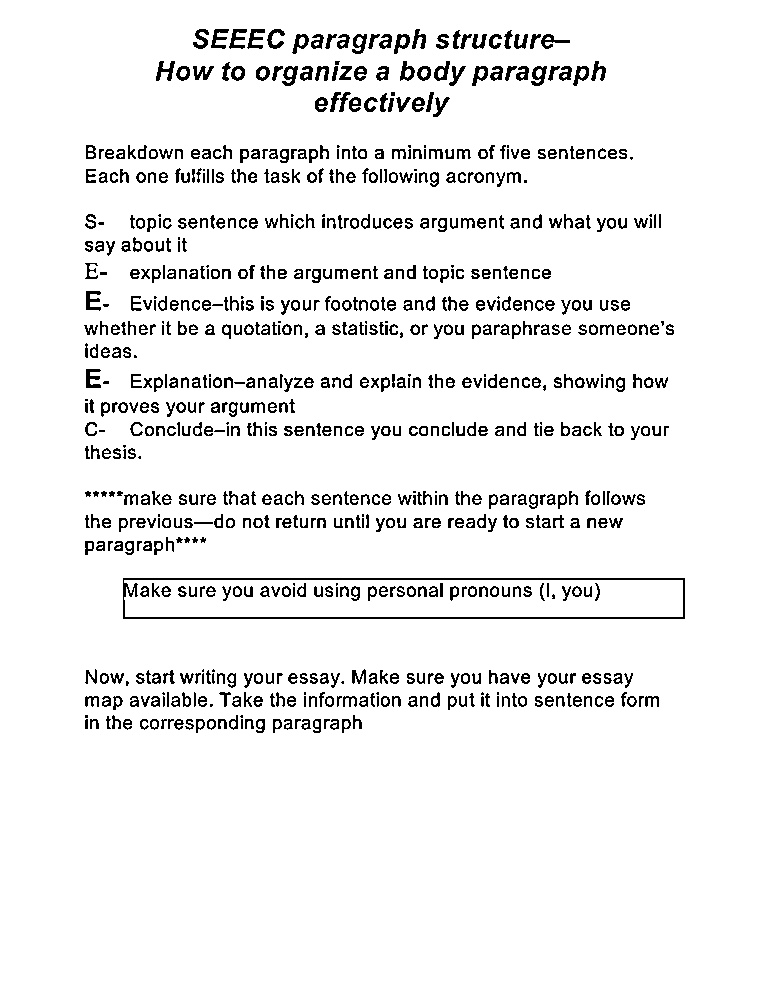 SEEEC paragraph structure–
How to organize a body paragraph
effectively
Breakdown each paragraph into a minimum of five sentences.
Each one fulfills the task of the following acronym.
S- topic sentence which introduces argument and what you will
say about it
E- explanation of the argument and topic sentence
E- Evidence–this is your footnote and the evidence you use
whether it be a quotation, a statistic, or you paraphrase someone’s
ideas.
E- Explanation–analyze and explain the evidence, showing how
it proves your argument
C- Conclude–in this sentence you conclude and tie back to your
thesis.
*****make sure that each sentence within the paragraph follows
the previous—do not return until you are ready to start a new
paragraph****
Make sure you avoid using personal pronouns (I, you)
Now, start writing your essay. Make sure you have your essay
map available. Take the information and put it into sentence form
in the corresponding paragraph